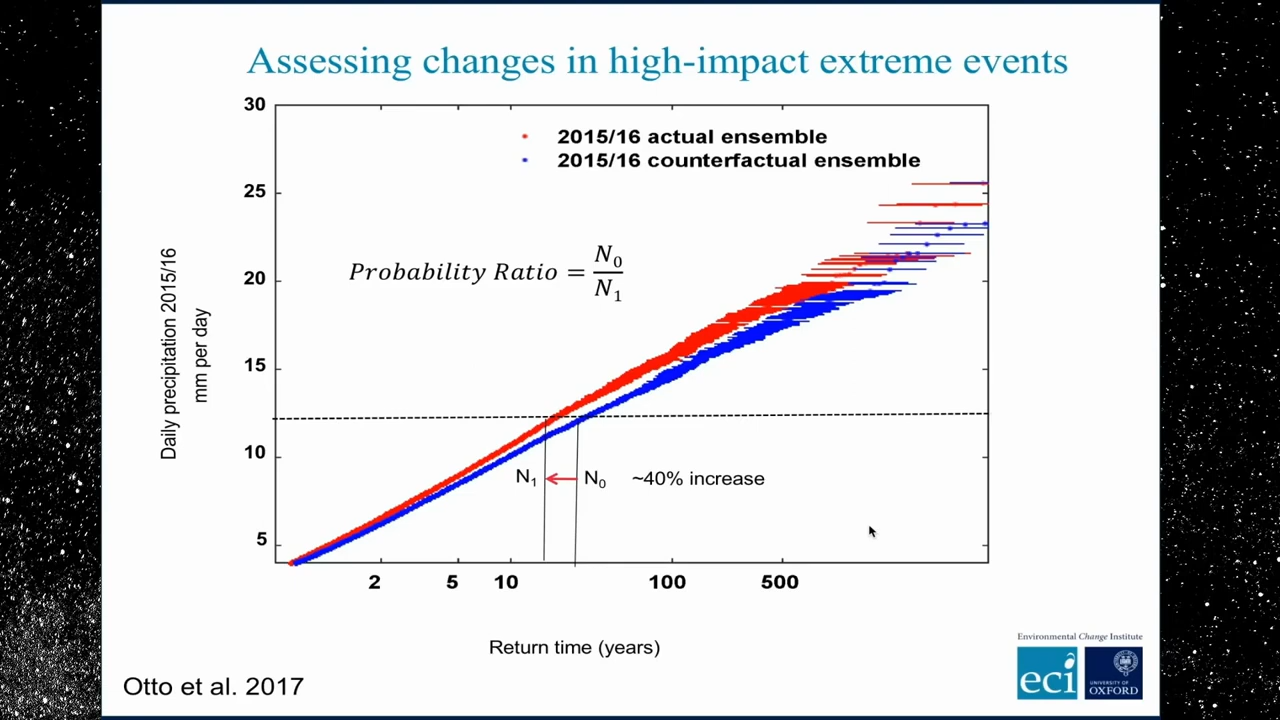 Assessing changes in high-impact extreme events
30
25
20
15
10
5
2015/16 actual ensemble
2015/16 counterfactual ensemble
Probability Ratio = N₀/N₁
Daily precipitation 2015/16
mm per day
N₁
N₀
~40% increase
2 5 10 100 500
Return time (years)
Otto et al. 2017
Environmental Change Institute
eci
UNIVERSITY OF
OXFORD